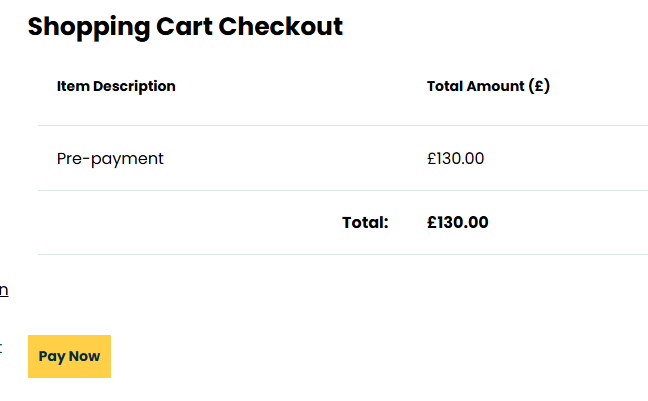 Shopping Cart Checkout
Item Description Total Amount (£)
Pre-payment £130.00
Total: £130.00
n
Pay Now